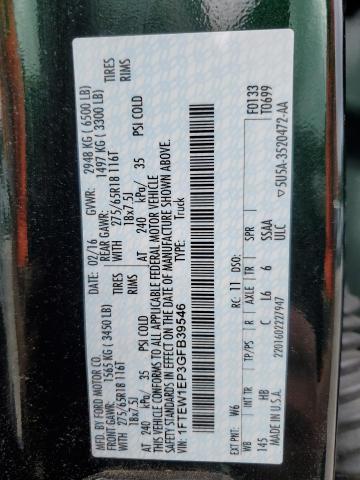 MFD. BY FORD MOTOR CO.
DATE: 02/16 GVWR: 2948 KG ( 6500 LB)
FRONT GAWR: 1565 KG ( 3450 LB) REAR GAWR: 1497 KG ( 3300 LB)
WITH 275/65R18 116T TIRES WITH 275/65R18 116T TIRES
18x7.5J RIMS 18x7.5J RIMS
AT 240 kPa/ 35 PSI COLD AT 240 kPa/ 35 PSI COLD
THIS VEHICLE CONFORMS TO ALL APPLICABLE FEDERAL MOTOR VEHICLE
SAFETY STANDARDS IN EFFECT ON THE DATE OF MANUFACTURE SHOWN ABOVE.
VIN: 1FTEW1EP3GFB39546
TYPE: Truck
F0133
T0699
EXT PNT: W6 RC: 11 DSO:
WB INT TR TP/PS R AXLE TR SPR
145 HB C L6 6 SSAA
ULC
2201602227947
MADE IN U.S.A. 5U5A-3520472-AA